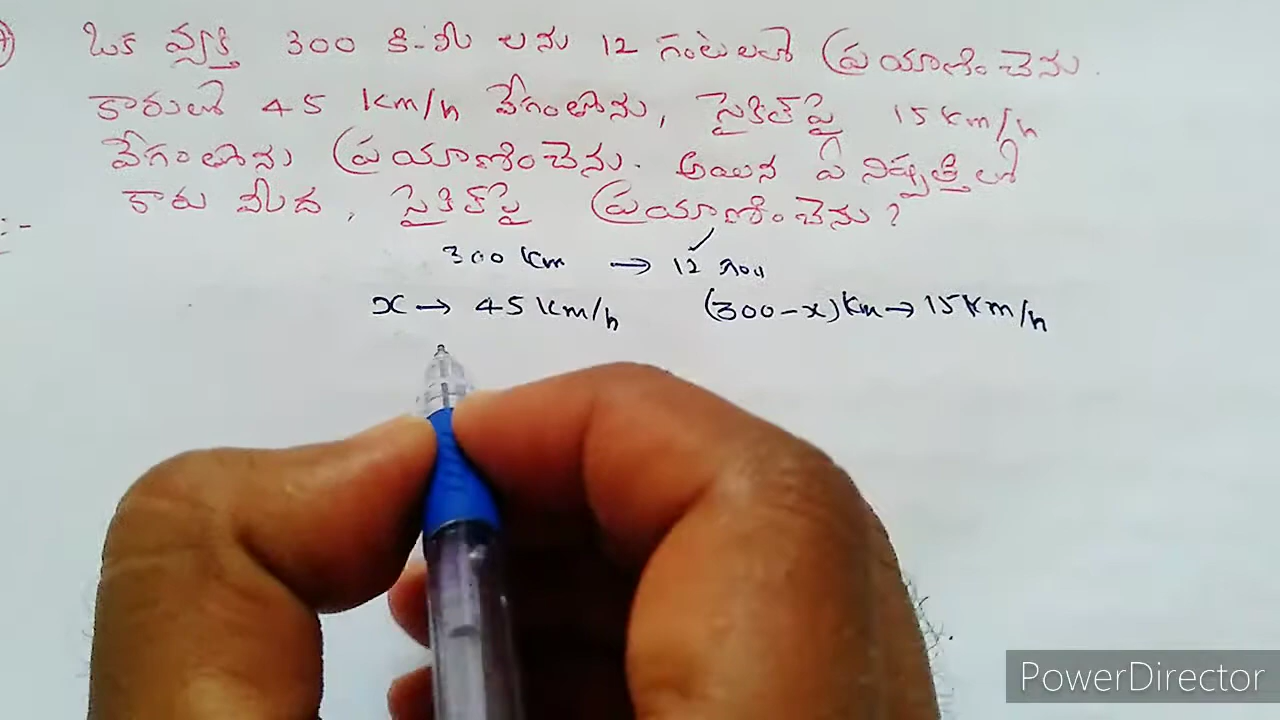 ఒక వ్యక్తి 300 కి.మీ లను 12 గంటలలో ప్రయాణించెను.
కారులో 45 km/h వేగంతోను, సైకిల్‌పై 15 km/h
వేగంతోను ప్రయాణించెను. అయిన ఏ నిష్పత్తిలో
కారు మీద, సైకిల్‌పై ప్రయాణించెను?
:-
300 km → 12 గం॥
x → 45 km/h (300-x)km → 15 km/h
PowerDirector